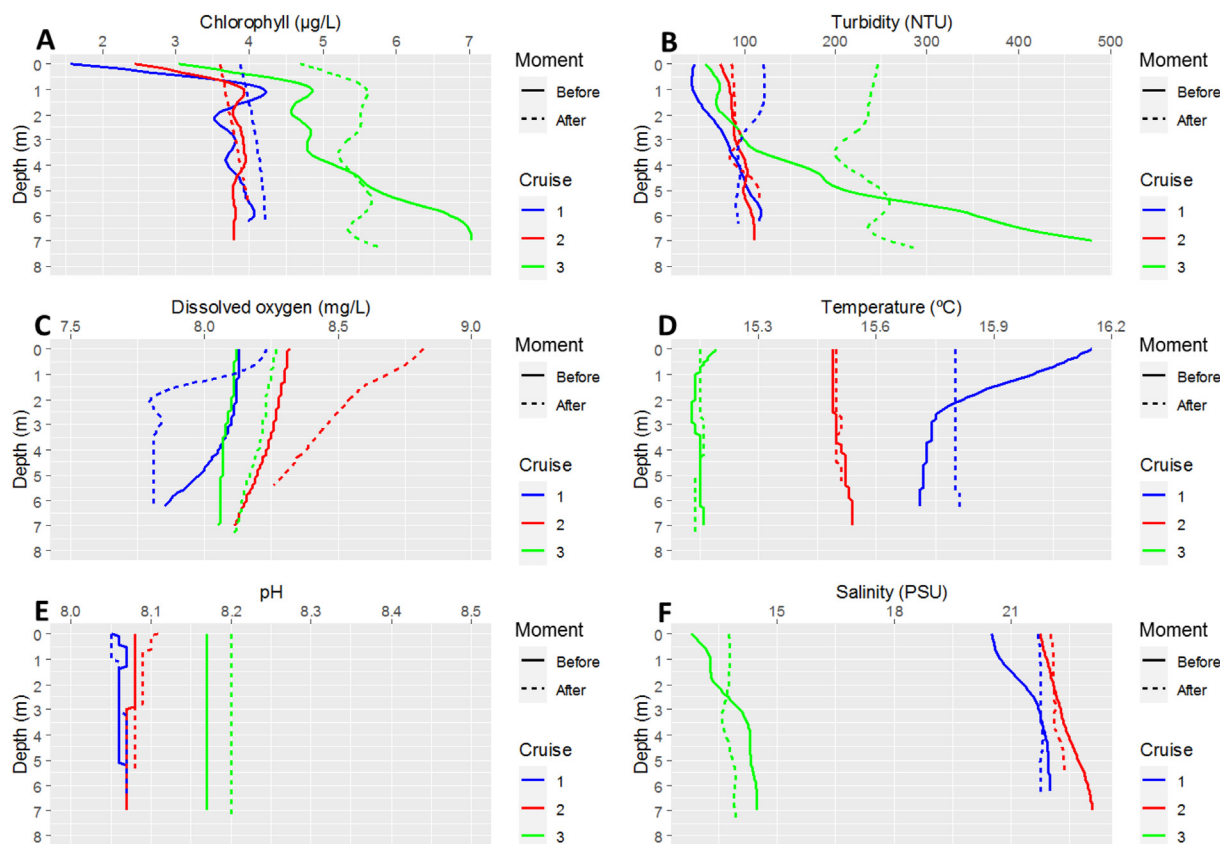 A
Chlorophyll (µg/L)
2 3 4 5 6 7
Depth (m)
0
1
2
3
4
5
6
7
8
Moment
Before
After
Cruise
1
2
3
B
Turbidity (NTU)
100 200 300 400 500
Depth (m)
0
1
2
3
4
5
6
7
8
Moment
Before
After
Cruise
1
2
3
C
Dissolved oxygen (mg/L)
7.5 8.0 8.5 9.0
Depth (m)
0
1
2
3
4
5
6
7
8
Moment
Before
After
Cruise
1
2
3
D
Temperature (ºC)
15.3 15.6 15.9 16.2
Depth (m)
0
1
2
3
4
5
6
7
8
Moment
Before
After
Cruise
1
2
3
E
pH
8.0 8.1 8.2 8.3 8.4 8.5
Depth (m)
0
1
2
3
4
5
6
7
8
Moment
Before
After
Cruise
1
2
3
F
Salinity (PSU)
15 18 21
Depth (m)
0
1
2
3
4
5
6
7
8
Moment
Before
After
Cruise
1
2
3